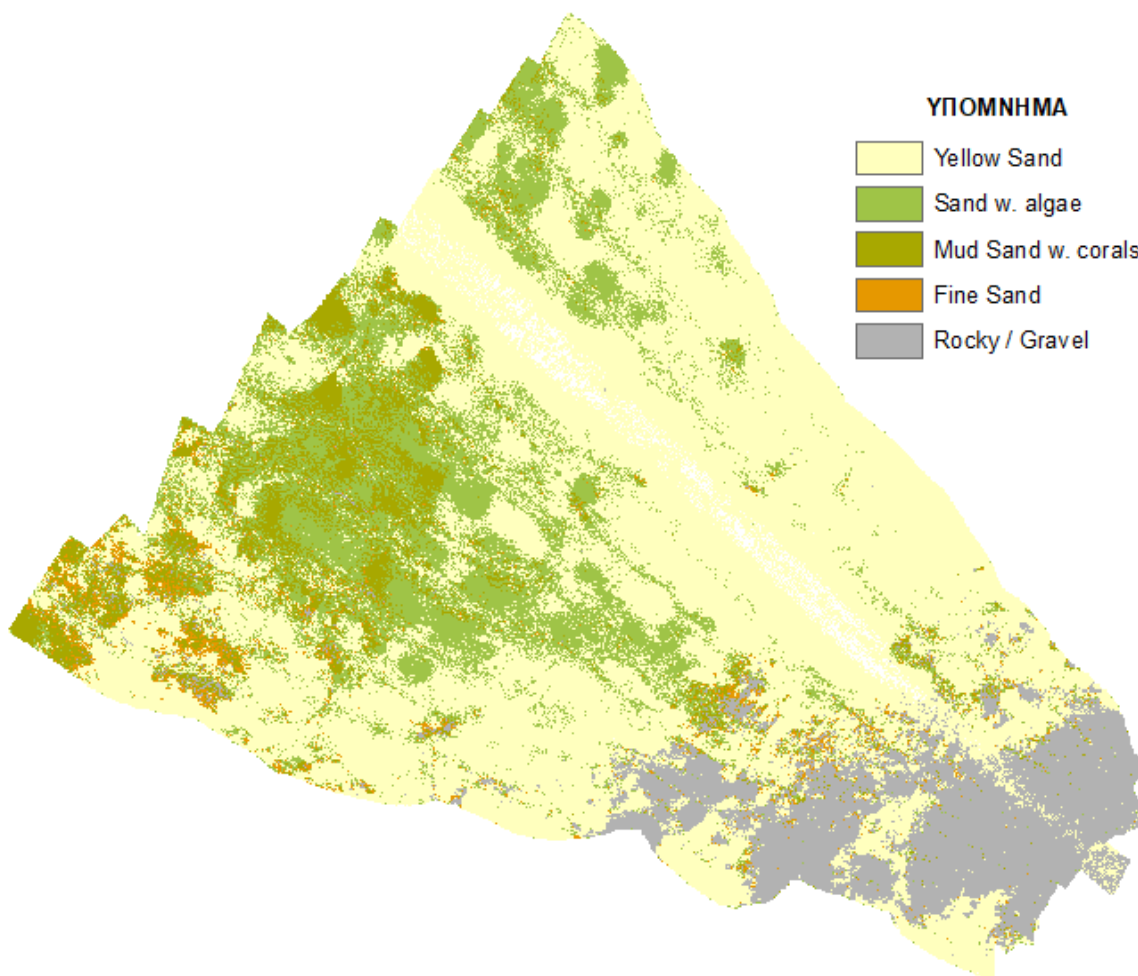 ΥΠΟΜΝΗΜΑ
Yellow Sand
Sand w. algae
Mud Sand w. corals
Fine Sand
Rocky / Gravel